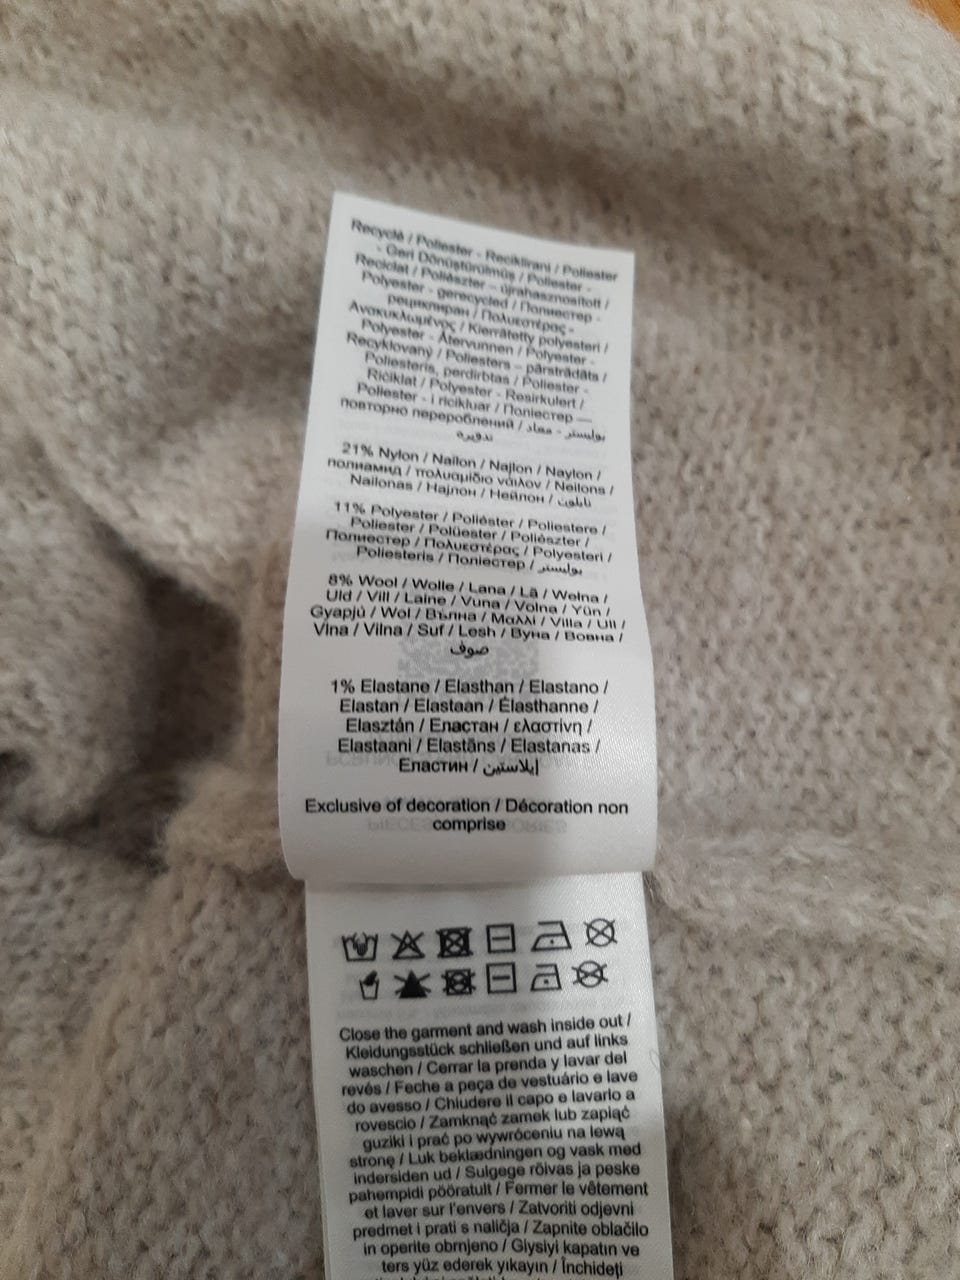 Recyclé / Poliester - Reciklirani / Poliester
- Geri Dönüştürülmüş / Poliester -
Reciclat / Poliészter – újrahasznosított /
Polyester - gerecycled / Полиестер -
рециклиран / Πολυεστέρας -
Ανακυκλωμένος / Kierrätetty polyesteri /
Polyester - Återvunnen / Polyester -
Recyklovaný / Poliesters – pārstrādāts /
Poliesteris, perdirbtas / Poliester -
Riciklat / Polyester - Resirkulert /
Poliester - i ricikluar / Поліестер —
повторно перероблений / بوليستر - معاد
تدويره
21% Nylon / Nailon / Najlon / Naylon /
полиамид / πολυαμίδιο νάιλον / Neilons /
Nailonas / Најлон / Нейлон / نايلون
11% Polyester / Poliéster / Poliestere /
Poliester / Polüester / Poliészter /
Полиестер / Πολυεστέρας / Polyesteri /
Poliesteris / Поліестер / بوليستر
8% Wool / Wolle / Lana / Lã / Wełna /
Uld / Vill / Laine / Vuna / Volna / Yün /
Gyapjú / Wol / Вълна / Μαλλί / Villa / Ull /
Vlna / Vilna / Suf / Lesh / Вуна / Вовна /
صوف
1% Elastane / Elasthan / Elastano /
Elastan / Elastaan / Élasthanne /
Elasztán / Еластан / ελαστίνη /
Elastaani / Elastāns / Elastanas /
Еластин / إيلاستين
Exclusive of decoration / Décoration non
comprise
Close the garment and wash inside out /
Kleidungsstück schließen und auf links
waschen / Cerrar la prenda y lavar del
revés / Feche a peça de vestuário e lave
do avesso / Chiudere il capo e lavarlo a
rovescio / Zamknąć zamek lub zapiąć
guziki i prać po wywróceniu na lewą
stronę / Luk beklædningen og vask med
indersiden ud / Sulgege rõivas ja peske
pahempidi pööratult / Fermer le vêtement
et laver sur l'envers / Zatvoriti odjevni
predmet i prati s naličja / Zapnite oblačilo
in operite obrnjeno / Giysiyi kapatın ve
ters yüz ederek yıkayın / Închideți